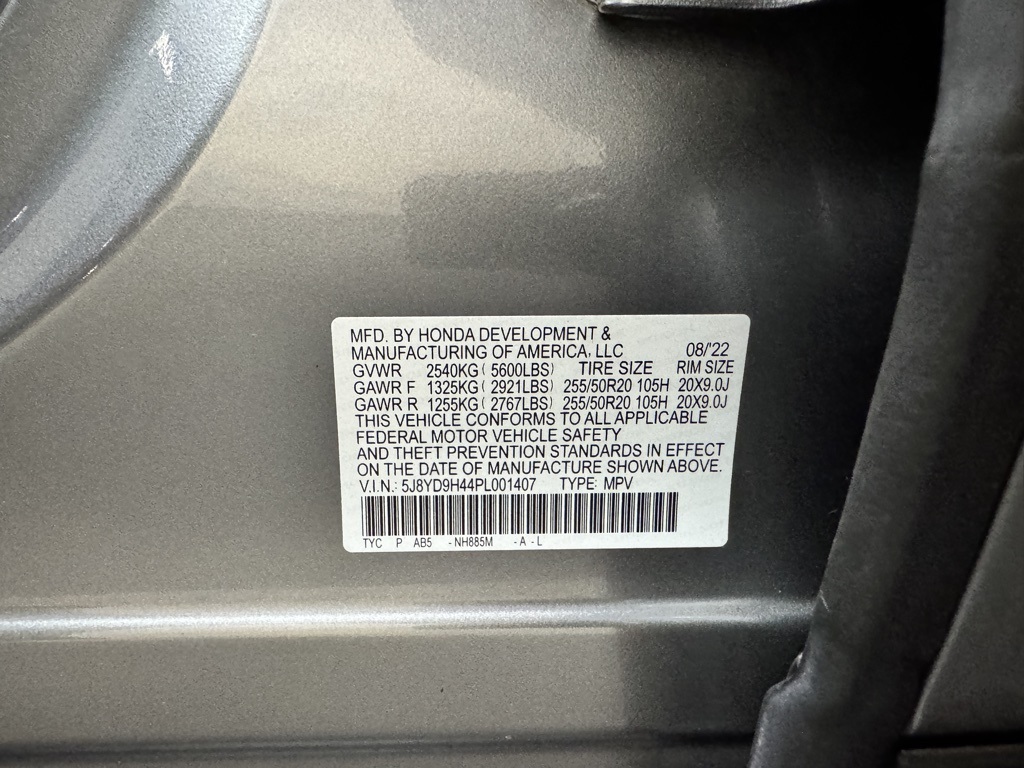 MFD. BY HONDA DEVELOPMENT &
MANUFACTURING OF AMERICA, LLC 08/'22
GVWR 2540KG ( 5600LBS) TIRE SIZE RIM SIZE
GAWR F 1325KG ( 2921LBS) 255/50R20 105H 20X9.0J
GAWR R 1255KG ( 2767LBS) 255/50R20 105H 20X9.0J
THIS VEHICLE CONFORMS TO ALL APPLICABLE
FEDERAL MOTOR VEHICLE SAFETY
AND THEFT PREVENTION STANDARDS IN EFFECT
ON THE DATE OF MANUFACTURE SHOWN ABOVE.
V.I.N.: 5J8YD9H44PL001407 TYPE: MPV
TYC P AB5 - NH885M - A - L